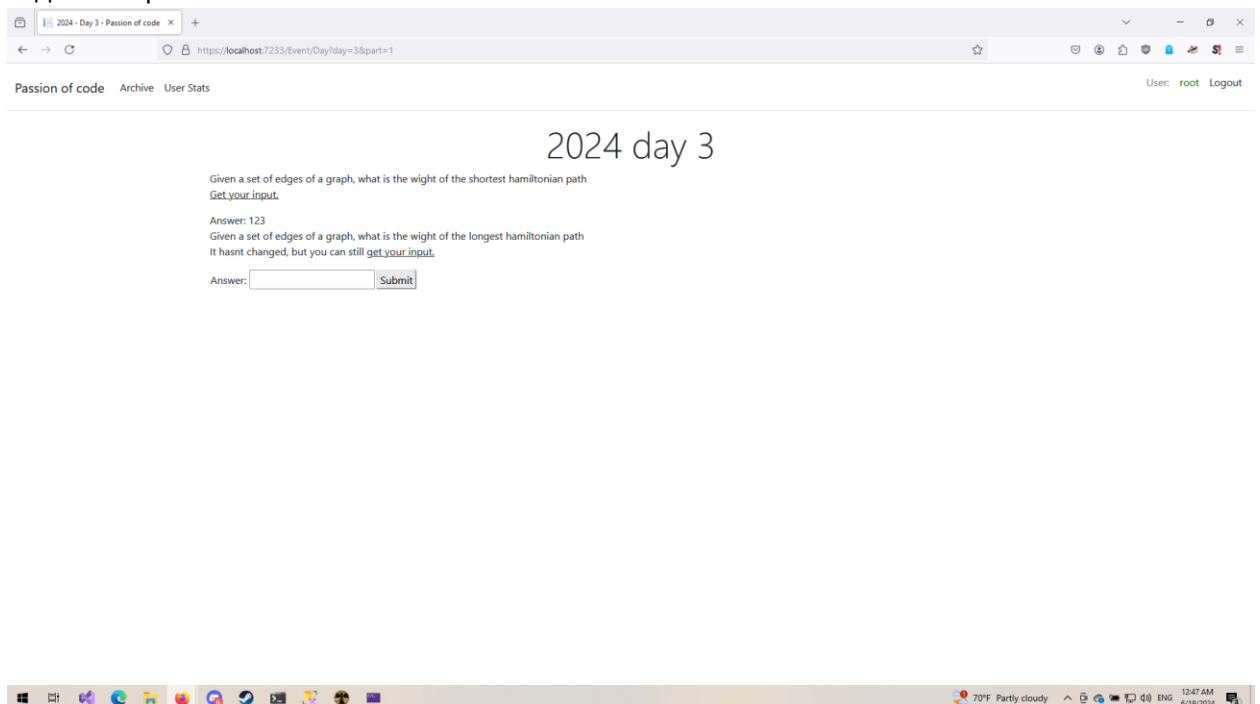 2024 - Day 3 - Passion of code
https://localhost:7233/Event/Day?day=3&part=1
Passion of code Archive User Stats User: root Logout
2024 day 3
Given a set of edges of a graph, what is the wight of the shortest hamiltonian path
Get your input.
Answer: 123
Given a set of edges of a graph, what is the wight of the longest hamiltonian path
It hasnt changed, but you can still get your input.
Answer: Submit
70°F Partly cloudy ENG 12:47 AM
6/19/2024